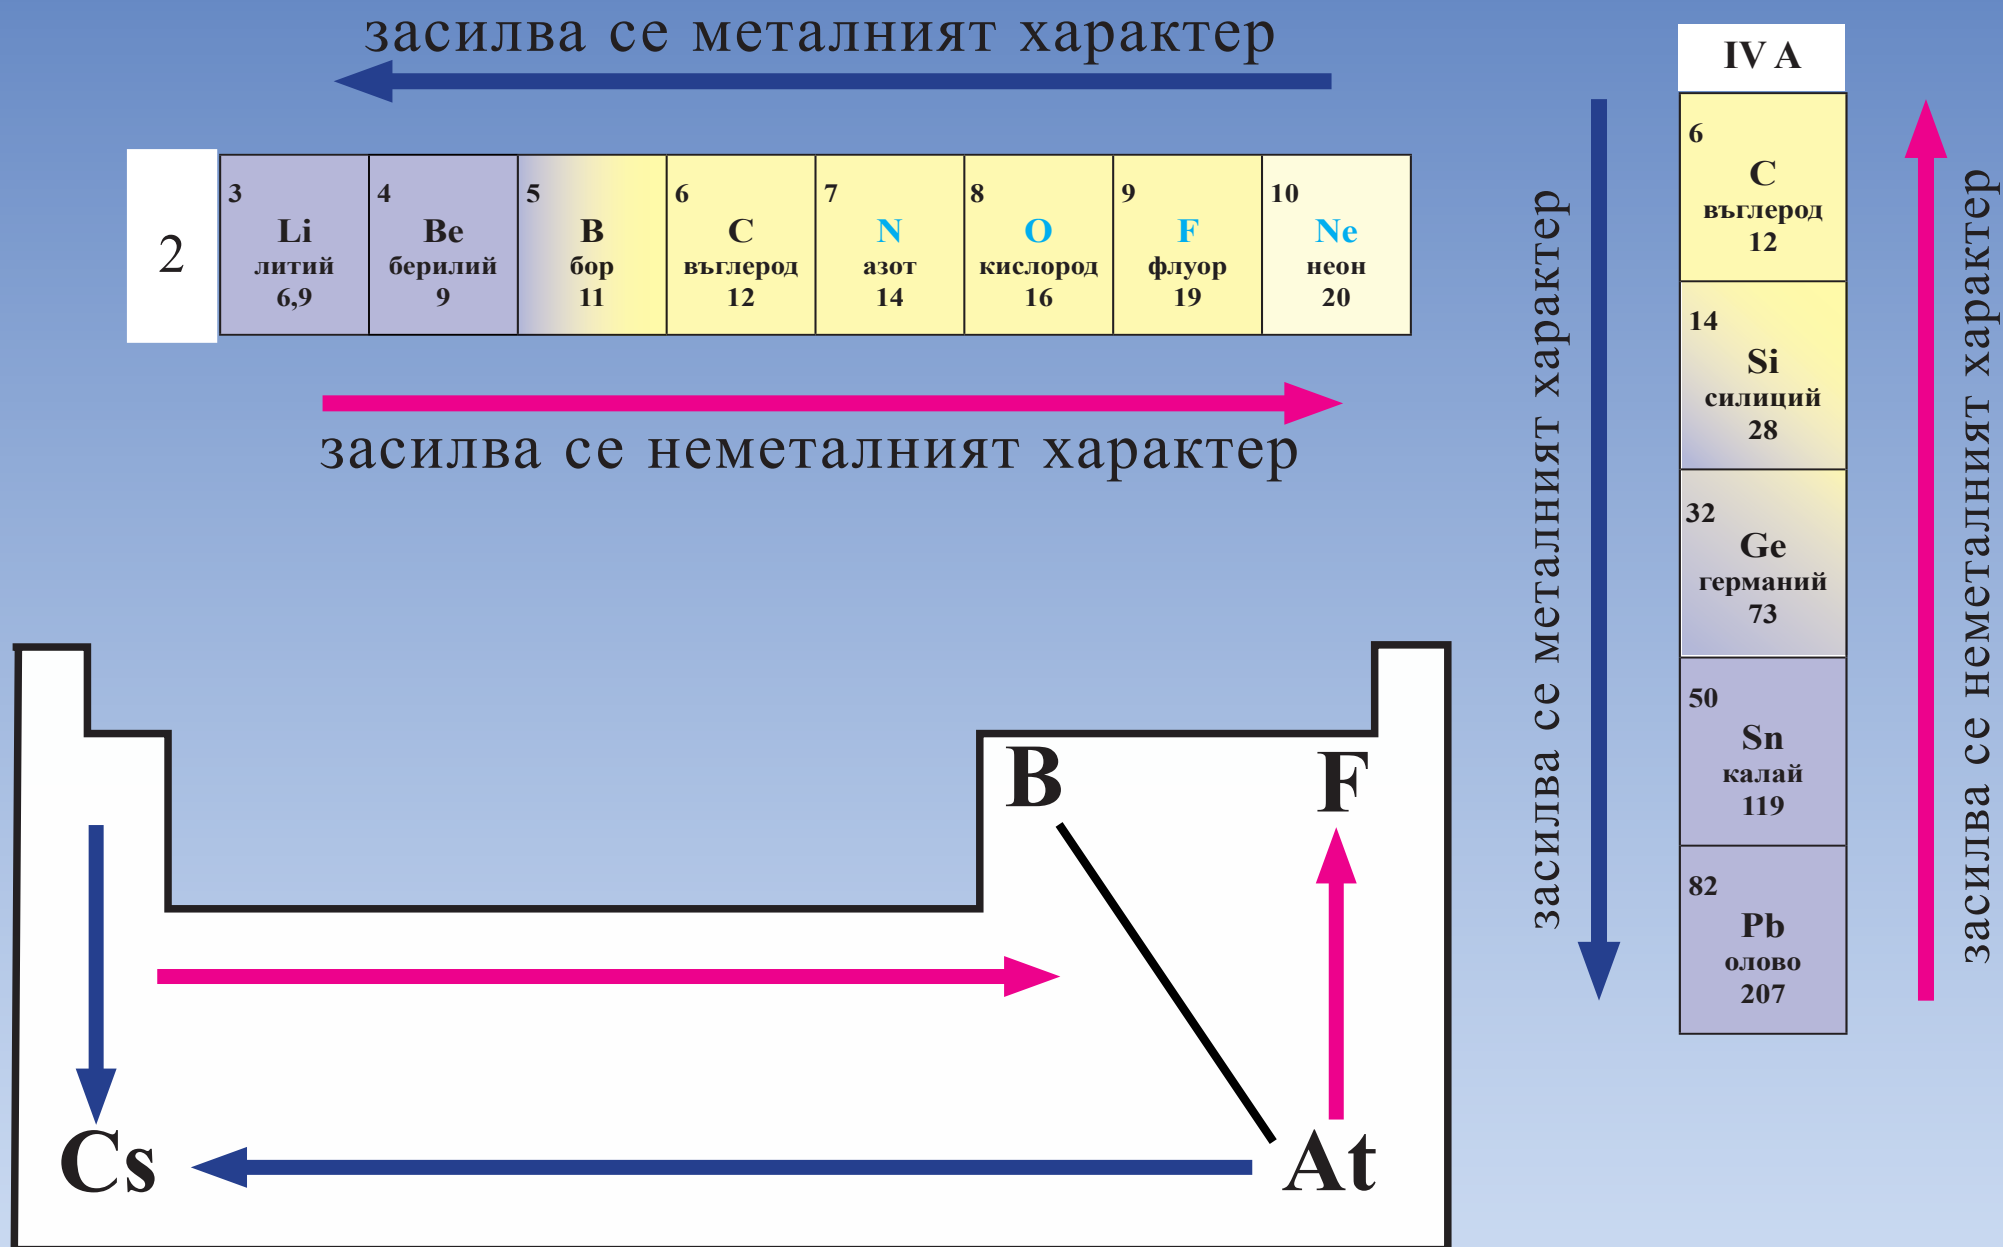 засилва се металният характер
2
3
Li
литий
6,9
4
Be
берилий
9
5
B
бор
11
6
C
въглерод
12
7
N
азот
14
8
O
кислород
16
9
F
флуор
19
10
Ne
неон
20
засилва се неметалният характер
B
F
Cs
At
засилва се металният характер
IV A
6
C
въглерод
12
14
Si
силиций
28
32
Ge
германий
73
50
Sn
калай
119
82
Pb
олово
207
засилва се неметалният характер